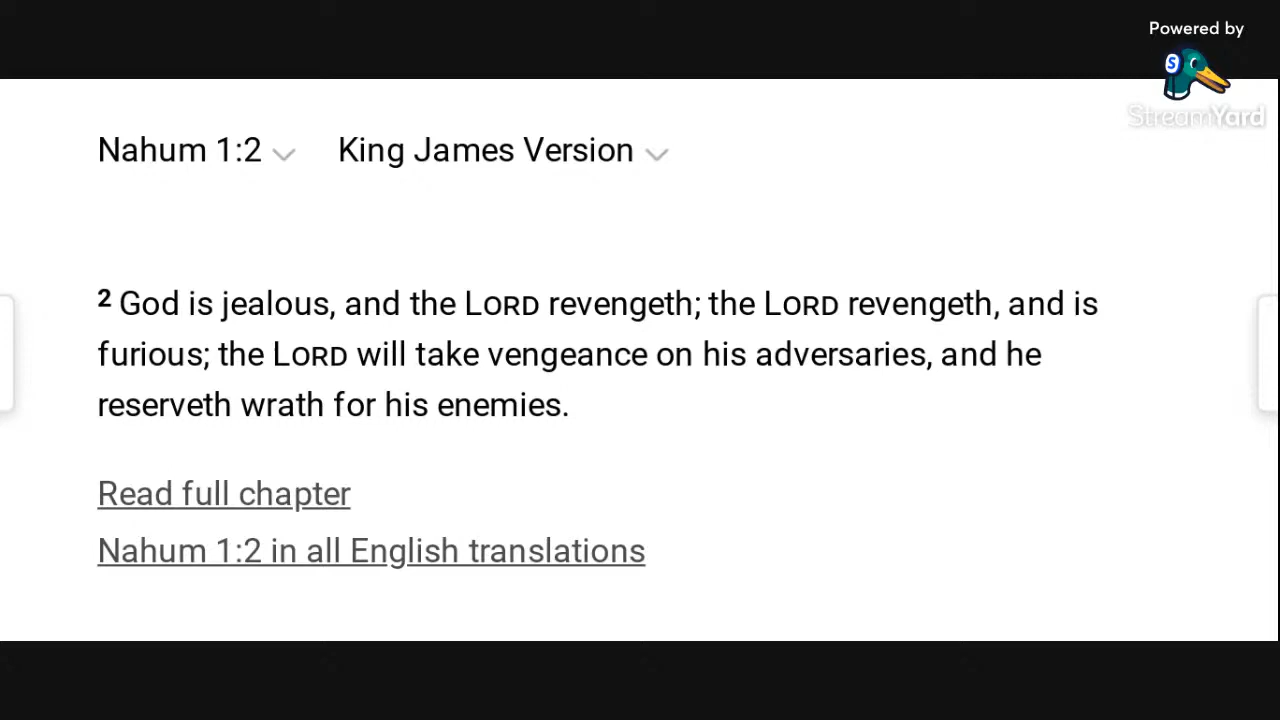 Powered by
S
StreamYard
Nahum 1:2 King James Version
2 God is jealous, and the LORD revengeth; the LORD revengeth, and is
furious; the LORD will take vengeance on his adversaries, and he
reserveth wrath for his enemies.
Read full chapter
Nahum 1:2 in all English translations